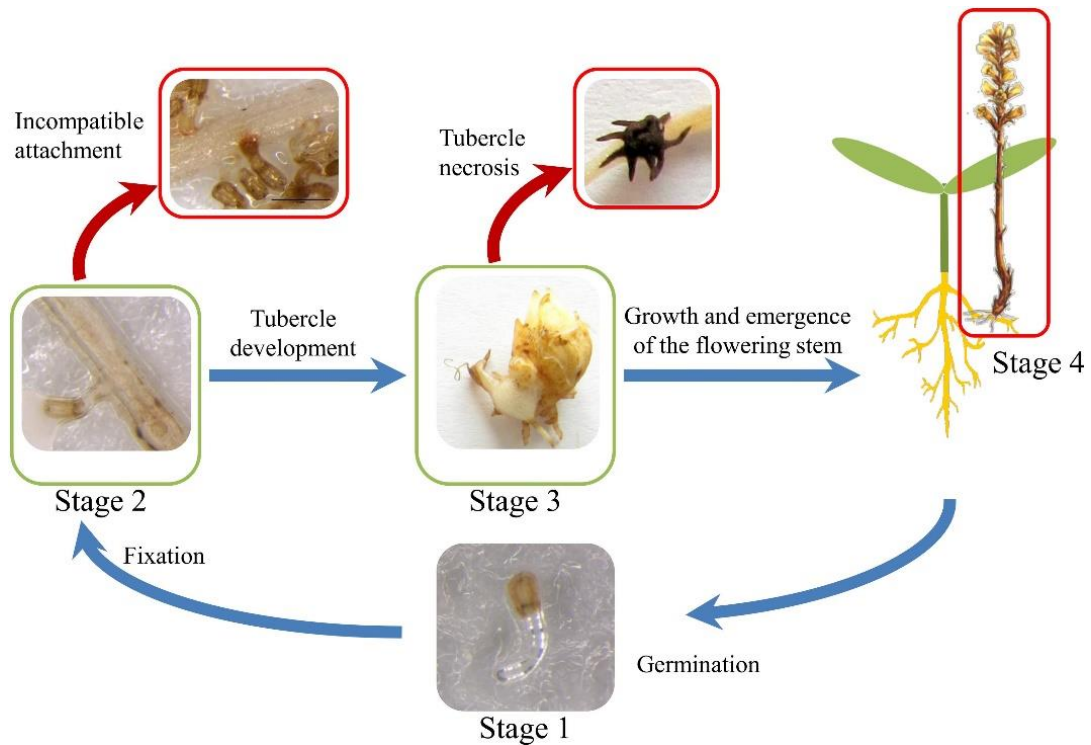 Incompatible
attachment
Tubercle
necrosis
Tubercle
development
Growth and emergence
of the flowering stem
Stage 4
Stage 2
Stage 3
Fixation
Germination
Stage 1